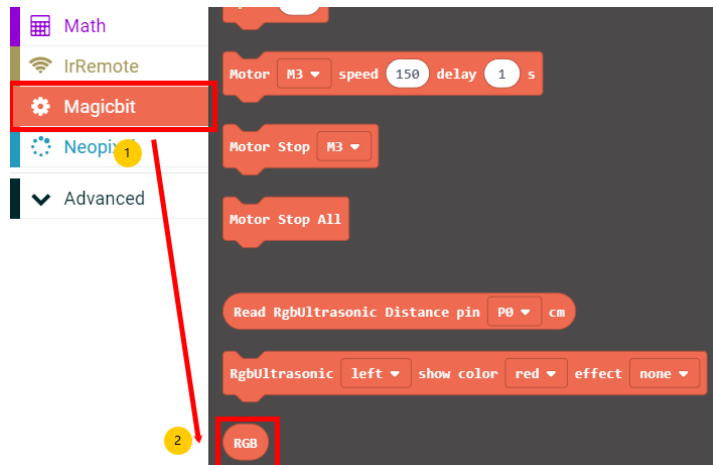 Math
IrRemote
Magicbit
1
Advanced
Motor M3 speed 150 delay 1 s
Motor Stop M3
Motor Stop All
Read RgbUltrasonic Distance pin P0 cm
RgbUltrasonic left show color red effect none
2
RGB